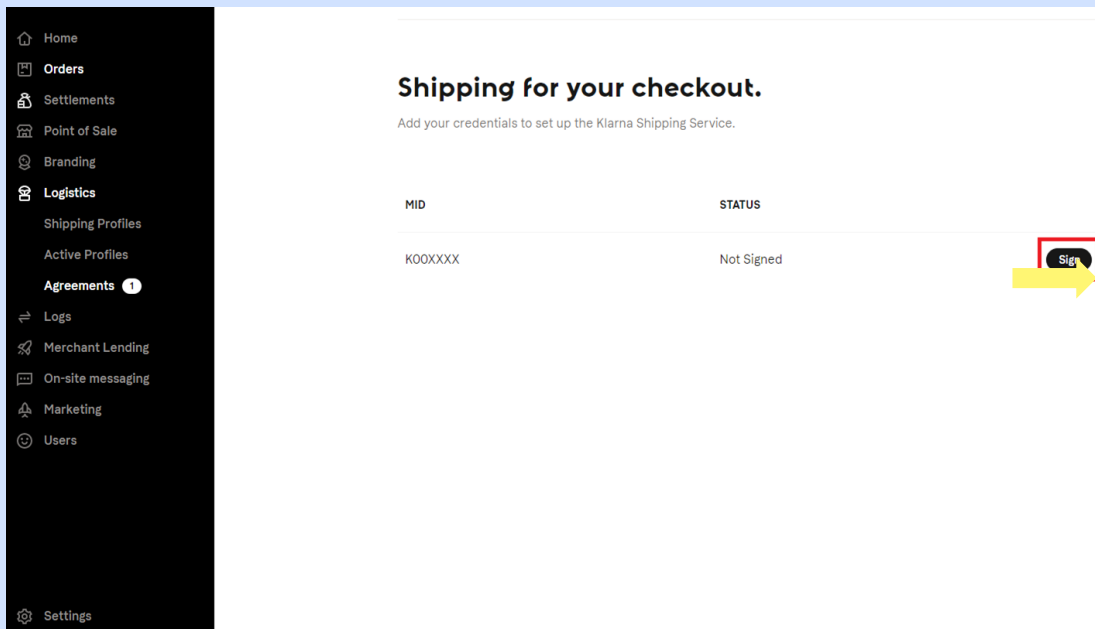 Home
Orders
Settlements
Point of Sale
Branding
Logistics
Shipping Profiles
Active Profiles
Agreements 1
Logs
Merchant Lending
On-site messaging
Marketing
Users
Settings
Shipping for your checkout.
Add your credentials to set up the Klarna Shipping Service.
MID STATUS
K00XXXX Not Signed Sign